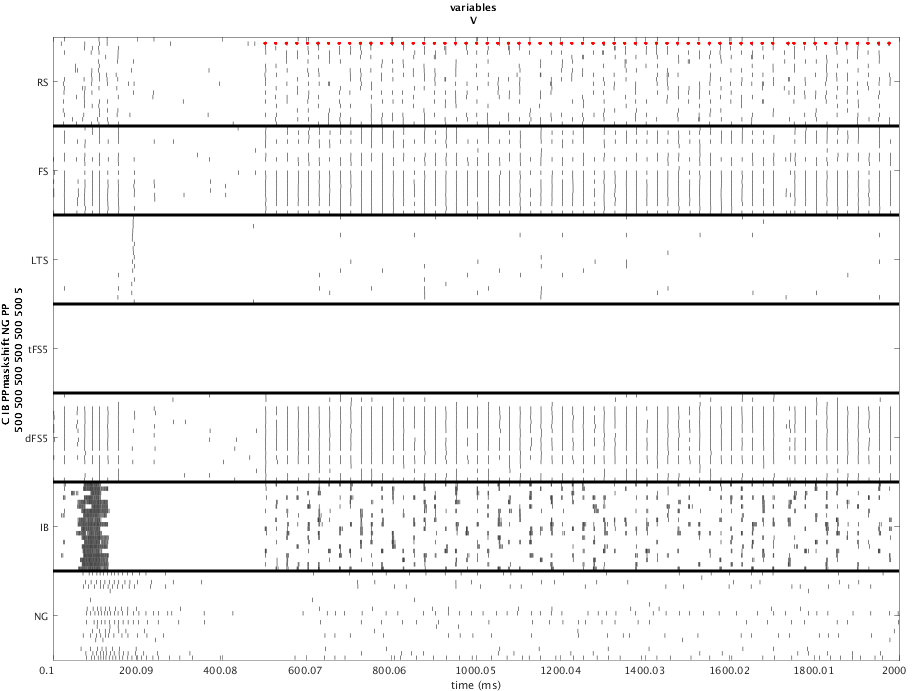 variables
V
RS
FS
LTS
tFS5
dFS5
IB
NG
C IB PPmaskshift NG PP
500 500 500 500 500 500 5
0.1 200.09 400.08 600.07 800.06 1000.05 1200.04 1400.03 1600.02 1800.01 2000
time (ms)